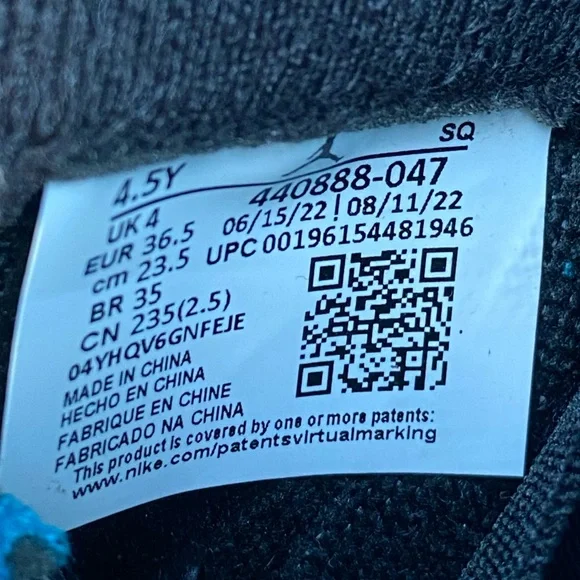 4.5Y SQ
UK 4 440888-047
EUR 36.5 06/15/22 | 08/11/22
cm 23.5 UPC 00196154481946
BR 35
CN 235(2.5)
04YHQV6GNFEJE
MADE IN CHINA
HECHO EN CHINA
FABRIQUE EN CHINE
FABRICADO NA CHINA
This product is covered by one or more patents:
www.nike.com/patentsvirtualmarking